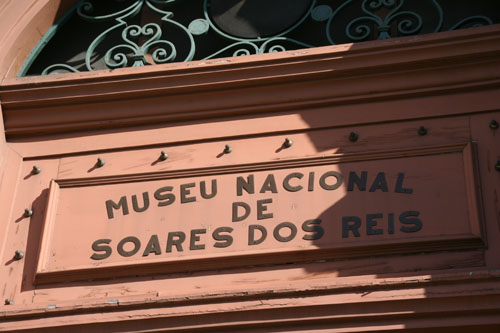 MUSEU NACIONAL
DE
SOARES DOS REIS